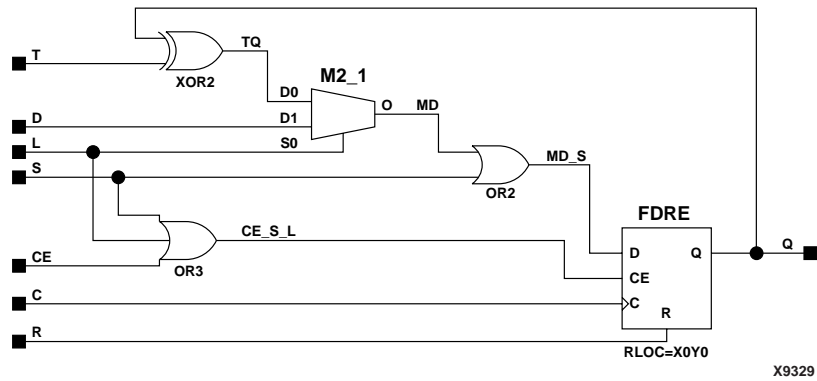 T
TQ
XOR2
M2_1
D0
D
D1
O
MD
L
S0
S
MD_S
OR2
FDRE
CE_S_L
OR3
CE
D
Q
Q
CE
C
C
R
R
RLOC=X0Y0
X9329